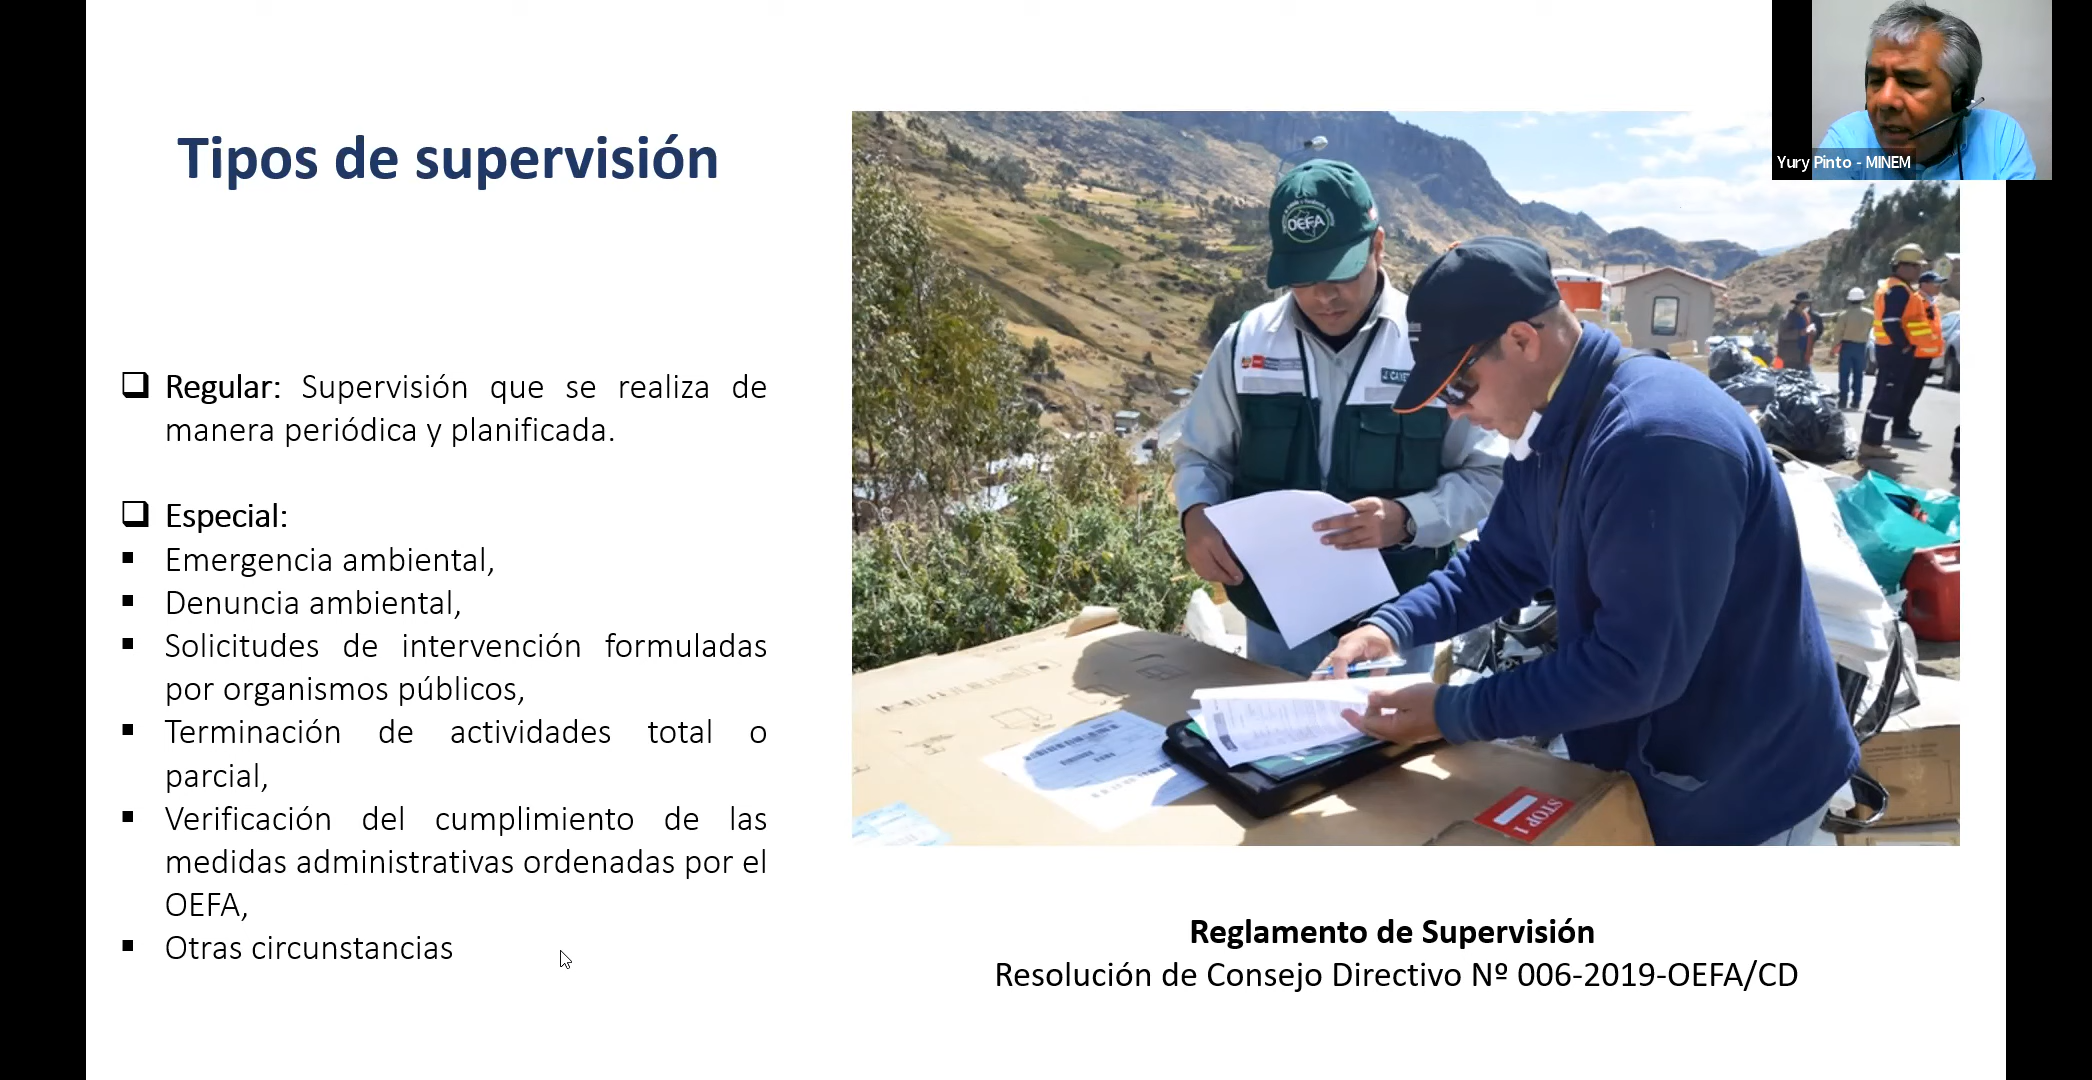 Tipos de supervisión
Yury Pinto - MINEM
OEFA
Regular: Supervisión que se realiza de
manera periódica y planificada.
Especial:
Emergencia ambiental,
Denuncia ambiental,
Solicitudes de intervención formuladas
por organismos públicos,
Terminación de actividades total o
parcial,
Verificación del cumplimiento de las
medidas administrativas ordenadas por el
OEFA,
Otras circunstancias
STOP
Reglamento de Supervisión
Resolución de Consejo Directivo Nº 006-2019-OEFA/CD